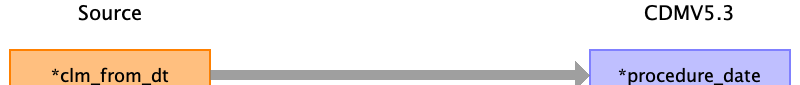 Source CDMV5.3
*clm_from_dt *procedure_date